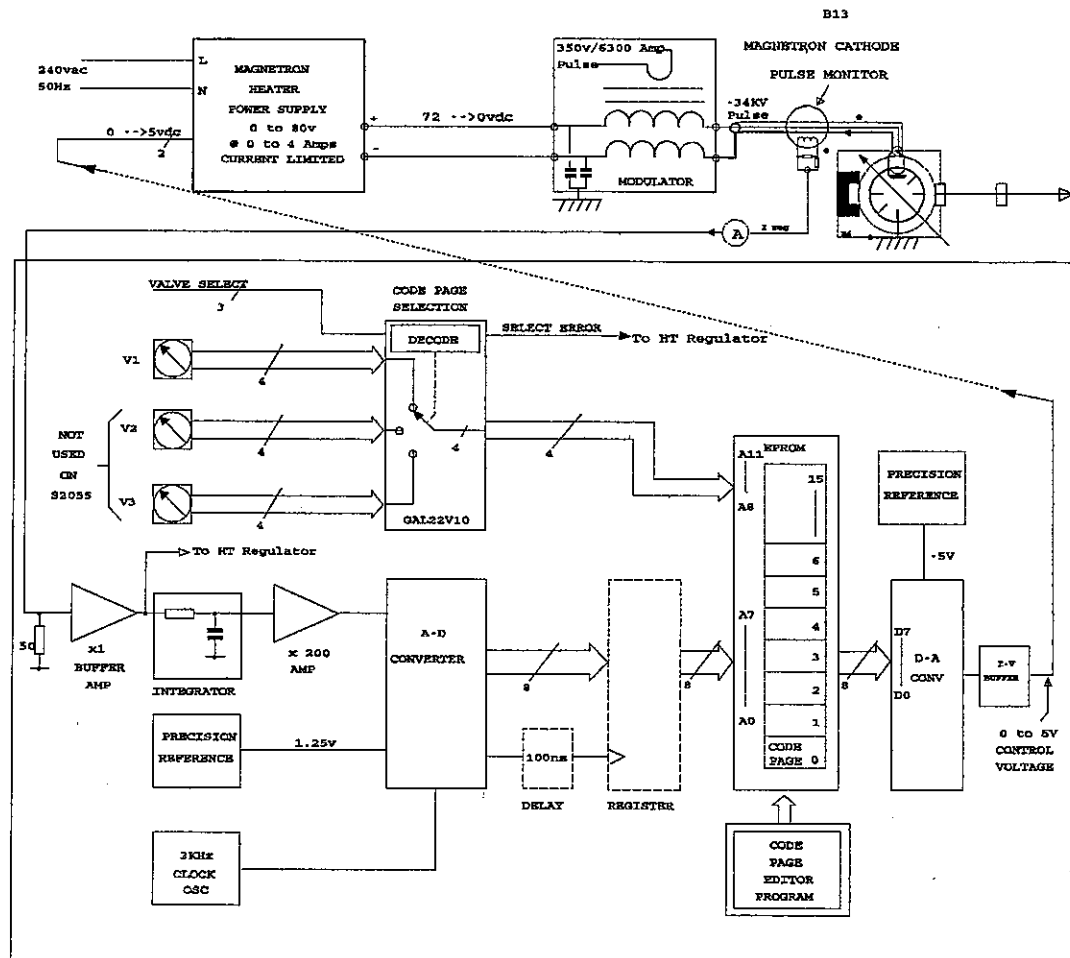 B13
MAGNETRON CATHODE
PULSE MONITOR
240vac
50Hz
L
N
MAGNETRON
HEATER
POWER SUPPLY
0 to 80v
@ 0 to 4 Amps
CURRENT LIMITED
0 -->5vdc
2
+
-
72 -->0vdc
350v/6300 Amp
Pulse
MODULATOR
-34KV
Pulse
A
VALVE SELECT
3
CODE PAGE
SELECTION
DECODE
SELECT ERROR
To HT Regulator
V1
4
V2
4
V3
4
NOT
USED
ON
S2055
4
4
GAL22V10
To HT Regulator
50
x1
BUFFER
AMP
INTEGRATOR
x 200
AMP
A-D
CONVERTER
8
8
PRECISION
REFERENCE
1.25v
100ns
DELAY
REGISTER
3KHz
CLOCK
OSC
EPROM
A11
A8
A7
A0
15
6
5
4
3
2
1
CODE
PAGE 0
8
CODE
PAGE
EDITOR
PROGRAM
PRECISION
REFERENCE
-5V
D7
D0
D-A
CONV
I-V
BUFFER
0 to 5V
CONTROL
VOLTAGE